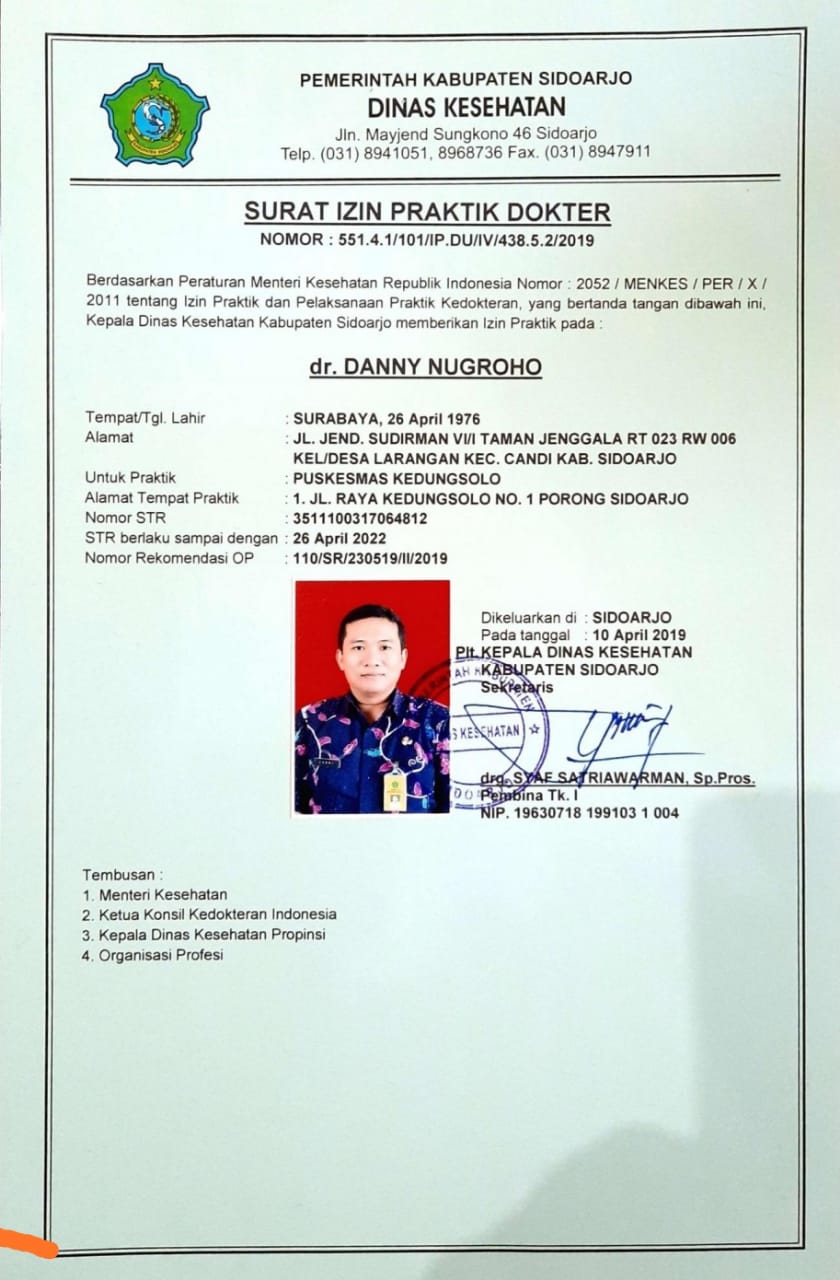 PEMERINTAH KABUPATEN SIDOARJO
DINAS KESEHATAN
Jln. Mayjend Sungkono 46 Sidoarjo
Telp. (031) 8941051, 8968736 Fax. (031) 8947911
SURAT IZIN PRAKTIK DOKTER
NOMOR : 551.4.1/101/IP.DU/IV/438.5.2/2019
Berdasarkan Peraturan Menteri Kesehatan Republik Indonesia Nomor : 2052 / MENKES / PER / X /
2011 tentang Izin Praktik dan Pelaksanaan Praktik Kedokteran, yang bertanda tangan dibawah ini,
Kepala Dinas Kesehatan Kabupaten Sidoarjo memberikan Izin Praktik pada :
dr. DANNY NUGROHO
Tempat/Tgl. Lahir : SURABAYA, 26 April 1976
Alamat : JL. JEND. SUDIRMAN VI/I TAMAN JENGGALA RT 023 RW 006
KEL/DESA LARANGAN KEC. CANDI KAB. SIDOARJO
Untuk Praktik : PUSKESMAS KEDUNGSOLO
Alamat Tempat Praktik : 1. JL. RAYA KEDUNGSOLO NO. 1 PORONG SIDOARJO
Nomor STR : 3511100317064812
STR berlaku sampai dengan : 26 April 2022
Nomor Rekomendasi OP : 110/SR/230519/II/2019
Dikeluarkan di : SIDOARJO
Pada tanggal : 10 April 2019
Plt. KEPALA DINAS KESEHATAN
KABUPATEN SIDOARJO
Sekretaris
drg. SYAF SATRIAWARMAN, Sp.Pros.
Pembina Tk. I
NIP. 19630718 199103 1 004
Tembusan :
1. Menteri Kesehatan
2. Ketua Konsil Kedokteran Indonesia
3. Kepala Dinas Kesehatan Propinsi
4. Organisasi Profesi